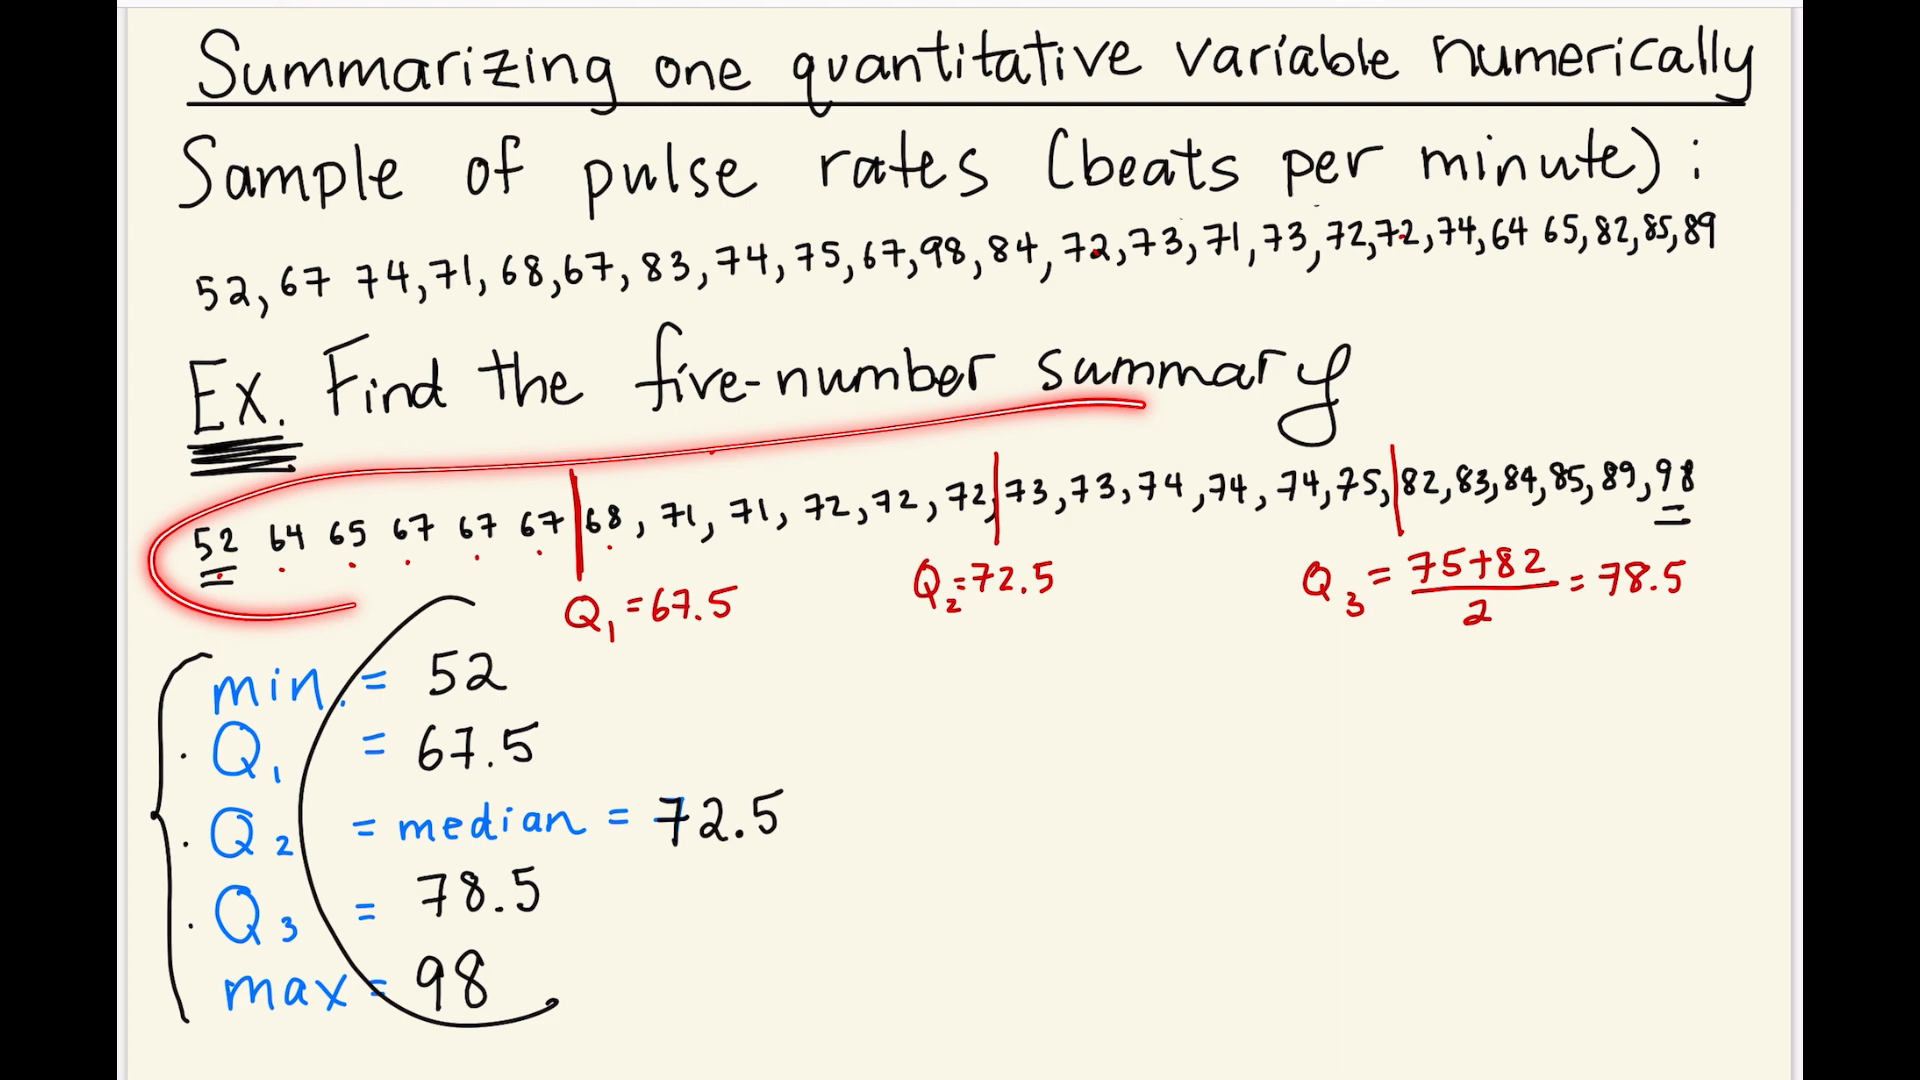 Summarizing one quantitative variable numerically
Sample of pulse rates (beats per minute):
52, 67 74, 71, 68, 67, 83, 74, 75, 67, 98, 84, 72, 73, 71, 73, 72, 72, 74, 64 65, 82, 85, 89
Ex. Find the five-number summary
52 64 65 67 67 67 68, 71, 71, 72, 72, 72, 73, 73, 74, 74, 74, 75, 82, 83, 84, 85, 89, 98
Q1 = 67.5
Q2 = 72.5
Q3 = 75+82 / 2 = 78.5
min. = 52
Q1 = 67.5
Q2 = median = 72.5
Q3 = 78.5
max = 98